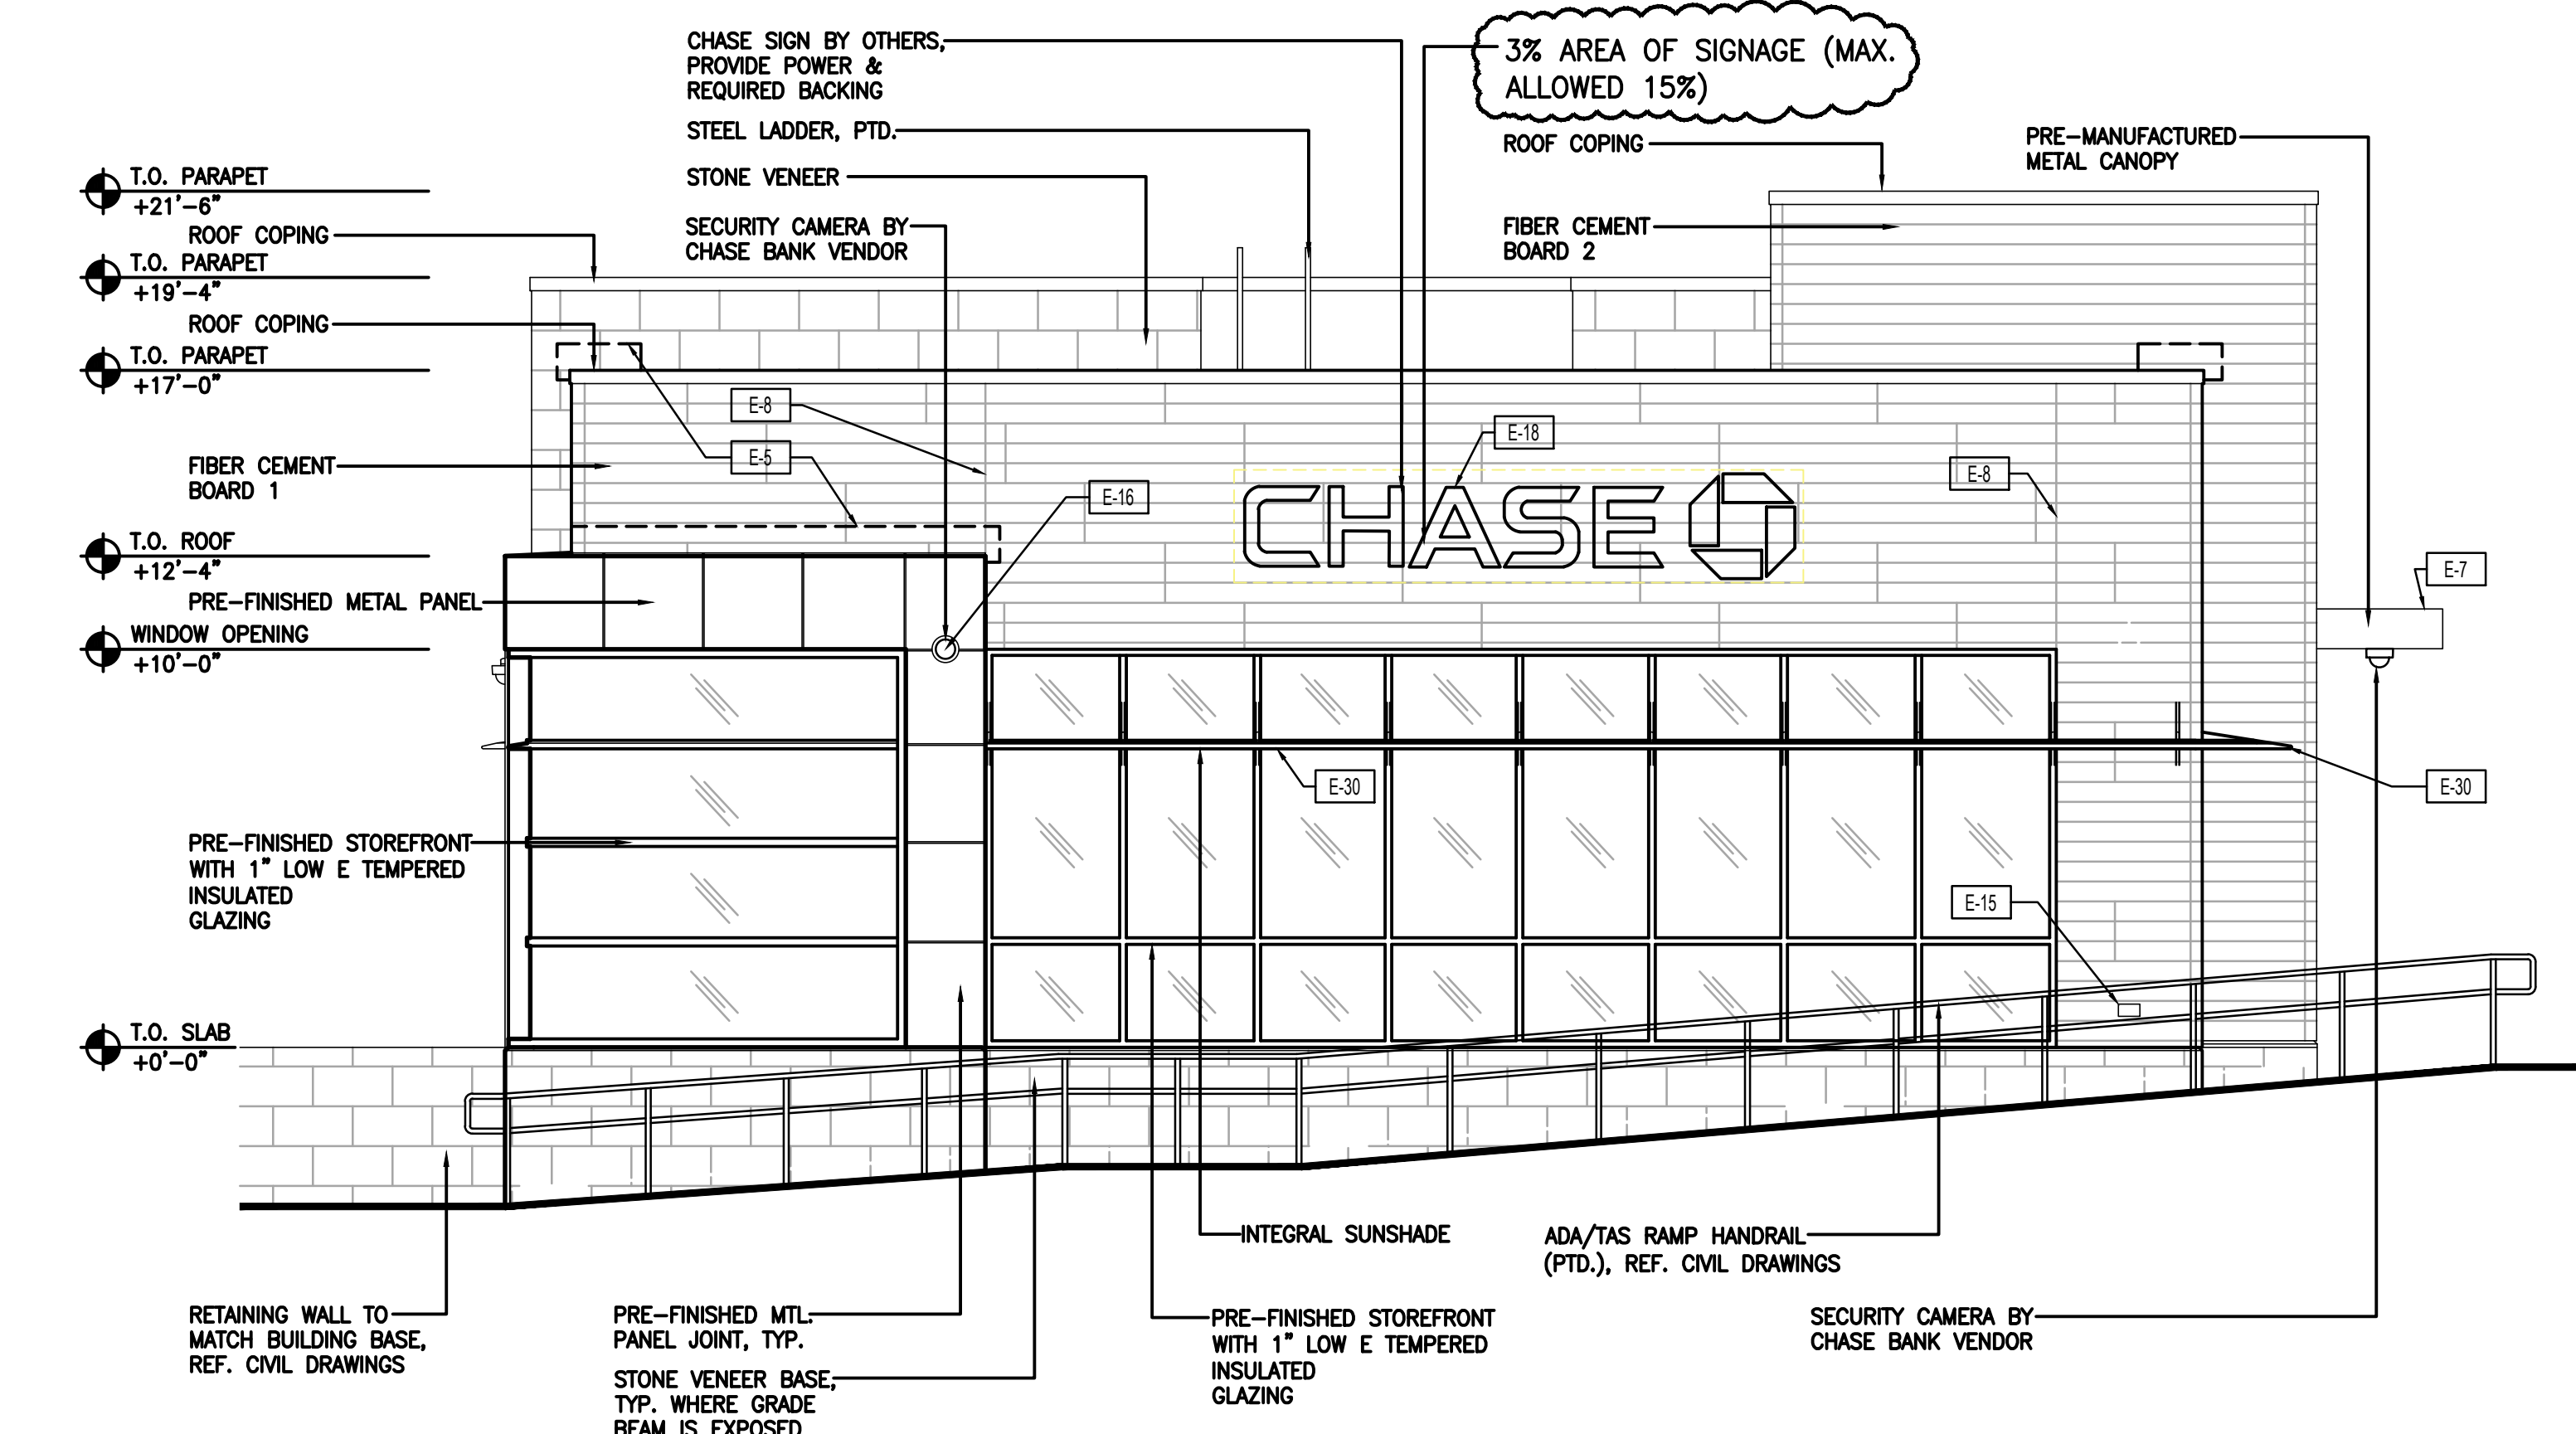 CHASE SIGN BY OTHERS,
PROVIDE POWER &
REQUIRED BACKING
STEEL LADDER, PTD.
STONE VENEER
SECURITY CAMERA BY
CHASE BANK VENDOR
3% AREA OF SIGNAGE (MAX.
ALLOWED 15%)
ROOF COPING
FIBER CEMENT
BOARD 2
PRE-MANUFACTURED
METAL CANOPY
T.O. PARAPET
+21'-6"
ROOF COPING
T.O. PARAPET
+19'-4"
ROOF COPING
T.O. PARAPET
+17'-0"
FIBER CEMENT
BOARD 1
T.O. ROOF
+12'-4"
PRE-FINISHED METAL PANEL
WINDOW OPENING
+10'-0"
PRE-FINISHED STOREFRONT
WITH 1" LOW E TEMPERED
INSULATED
GLAZING
T.O. SLAB
+0'-0"
E-8
E-5
E-16
E-18
E-8
E-7
CHASE
E-30
E-30
E-15
INTEGRAL SUNSHADE
ADA/TAS RAMP HANDRAIL
(PTD.), REF. CIVIL DRAWINGS
RETAINING WALL TO
MATCH BUILDING BASE,
REF. CIVIL DRAWINGS
PRE-FINISHED MTL.
PANEL JOINT, TYP.
STONE VENEER BASE,
TYP. WHERE GRADE
BEAM IS EXPOSED
PRE-FINISHED STOREFRONT
WITH 1" LOW E TEMPERED
INSULATED
GLAZING
SECURITY CAMERA BY
CHASE BANK VENDOR